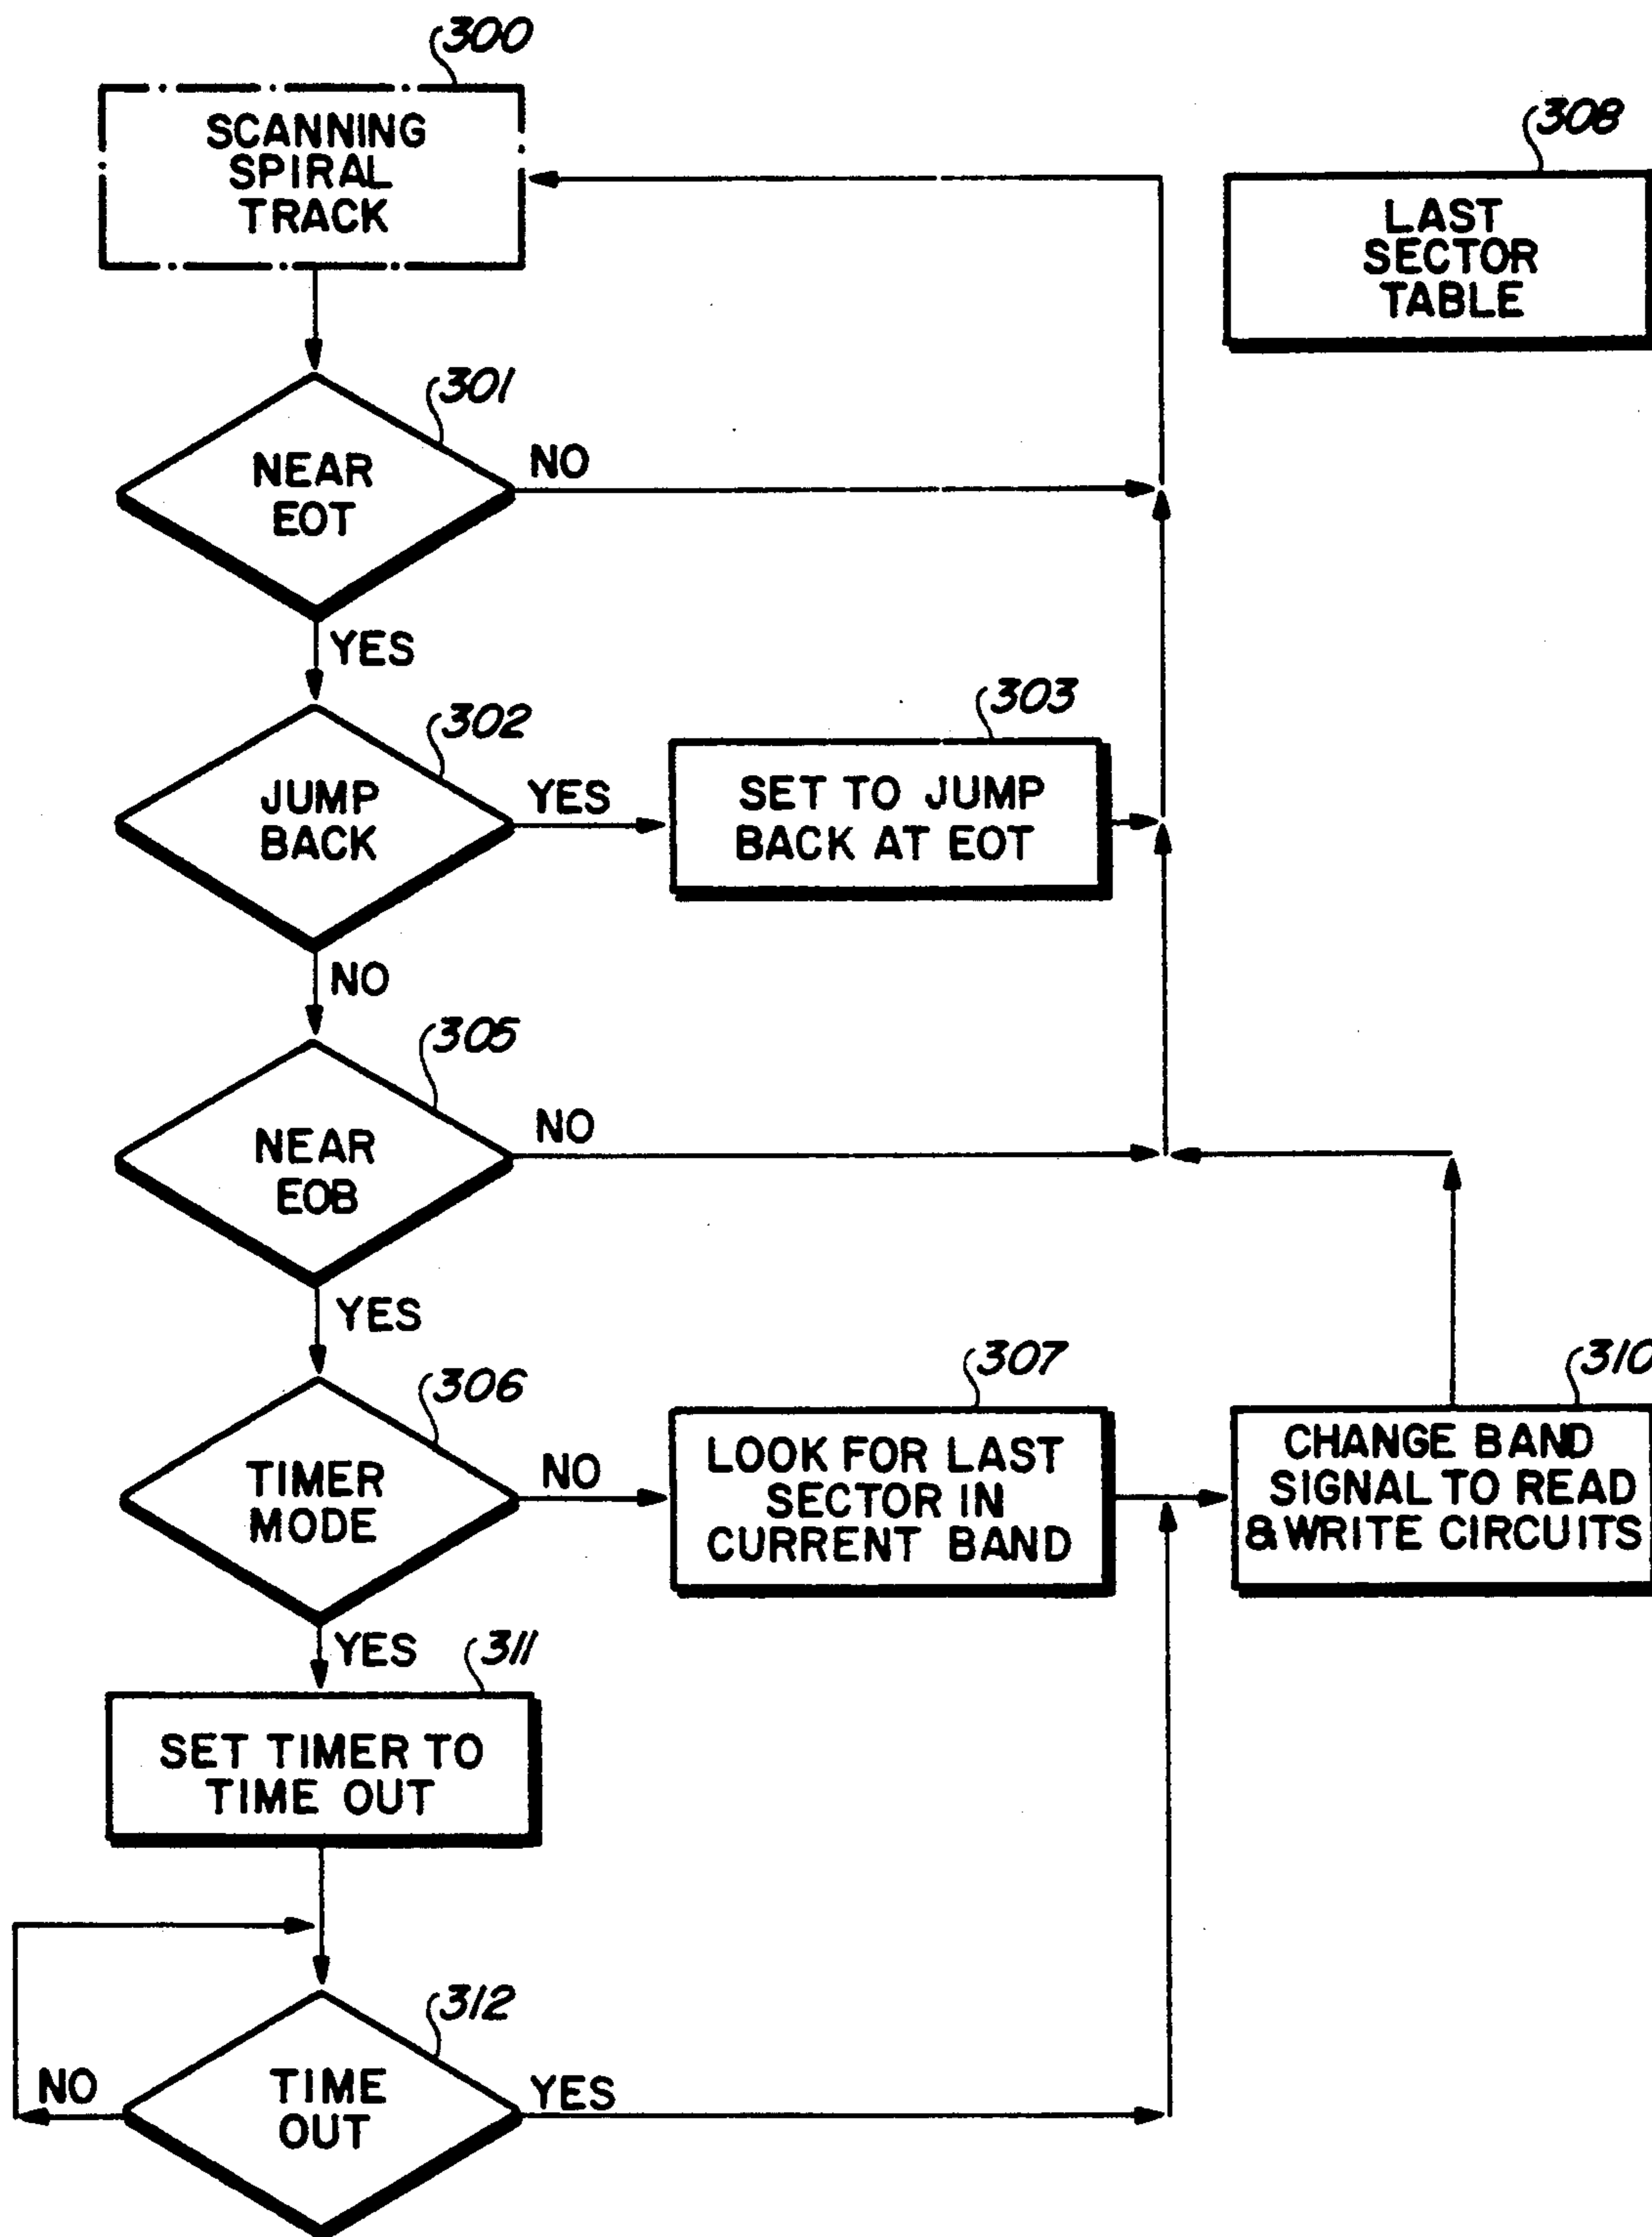 300
SCANNING
SPIRAL
TRACK
308
LAST
SECTOR
TABLE
301
NEAR
EOT
NO
YES
302
JUMP
BACK
YES
303
SET TO JUMP
BACK AT EOT
NO
305
NEAR
EOB
NO
YES
306
TIMER
MODE
NO
307
LOOK FOR LAST
SECTOR IN
CURRENT BAND
310
CHANGE BAND
SIGNAL TO READ
& WRITE CIRCUITS
YES
311
SET TIMER TO
TIME OUT
312
TIME
OUT
NO
YES